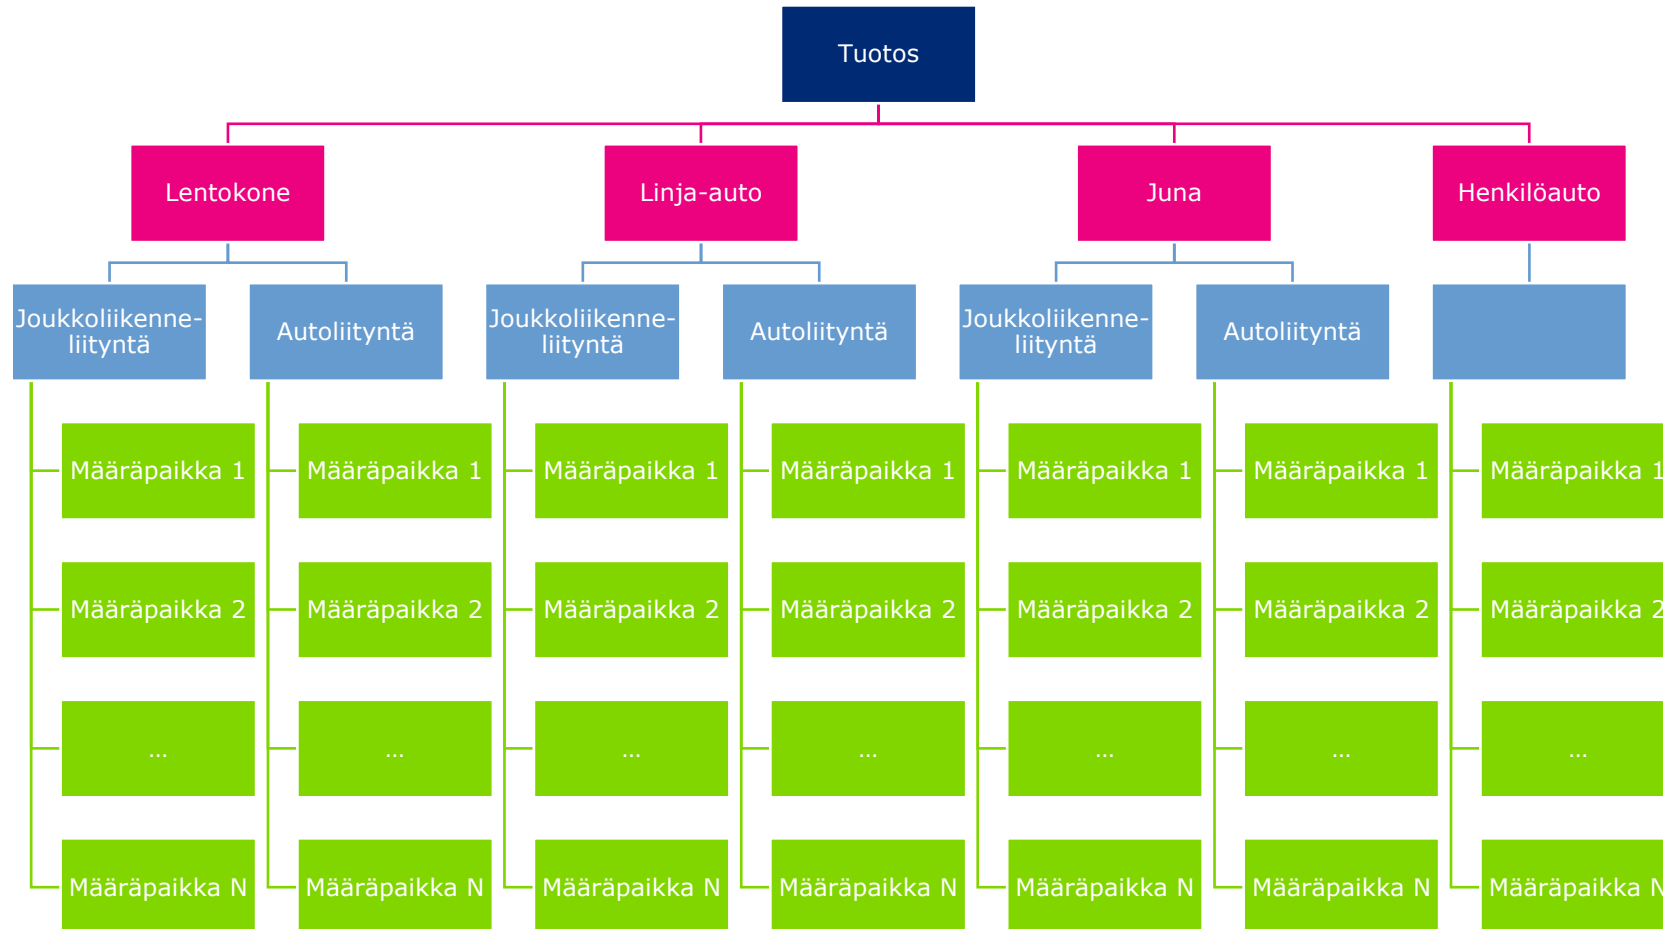 Tuotos
Lentokone
Linja-auto
Juna
Henkilöauto
Joukkoliikenne-
liityntä
Autoliityntä
Joukkoliikenne-
liityntä
Autoliityntä
Joukkoliikenne-
liityntä
Autoliityntä
Määräpaikka 1
Määräpaikka 1
Määräpaikka 1
Määräpaikka 1
Määräpaikka 1
Määräpaikka 1
Määräpaikka 1
Määräpaikka 2
Määräpaikka 2
Määräpaikka 2
Määräpaikka 2
Määräpaikka 2
Määräpaikka 2
Määräpaikka 2
...
...
...
...
...
...
...
Määräpaikka N
Määräpaikka N
Määräpaikka N
Määräpaikka N
Määräpaikka N
Määräpaikka N
Määräpaikka N